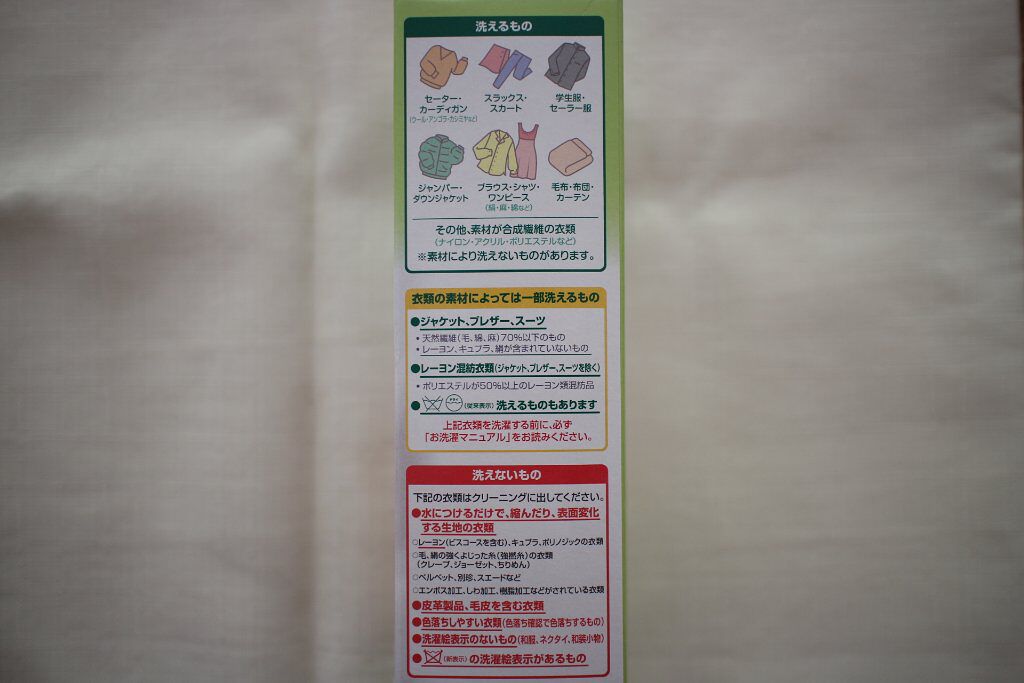 洗えるもの
セーター・
カーディガン
(ウール・アンゴラ・カシミヤなど)
スラックス・
スカート
学生服・
セーラー服
ジャンパー・
ダウンジャケット
ブラウス・シャツ・
ワンピース
(絹・麻・綿など)
毛布・布団・
カーテン
その他、素材が合成繊維の衣類
(ナイロン・アクリル・ポリエステルなど)
※素材により洗えないものがあります。
衣類の素材によっては一部洗えるもの
●ジャケット、ブレザー、スーツ
・天然繊維(毛、綿、麻)70%以下のもの
・レーヨン、キュプラ、絹が含まれていないもの
●レーヨン混紡衣類(ジャケット、ブレザー、スーツを除く)
・ポリエステルが50%以上のレーヨン類混紡品
●(従来表示)洗えるものもあります
上記衣類を洗濯する前に、必ず
「お洗濯マニュアル」をお読みください。
洗えないもの
下記の衣類はクリーニングに出してください。
●水につけるだけで、縮んだり、表面変化
する生地の衣類
○レーヨン(ビスコースを含む)、キュプラ、ポリノジックの衣類
○毛、絹の強くよじった糸(強撚糸)の衣類
(クレープ、ジョーゼット、ちりめん)
○ベルベット、別珍、スエードなど
○エンボス加工、しわ加工、樹脂加工などがされている衣類
●皮革製品、毛皮を含む衣類
●色落ちしやすい衣類(色落ち確認で色落ちするもの)
●洗濯絵表示のないもの(和服、ネクタイ、和装小物)
●(新表示)の洗濯絵表示があるもの